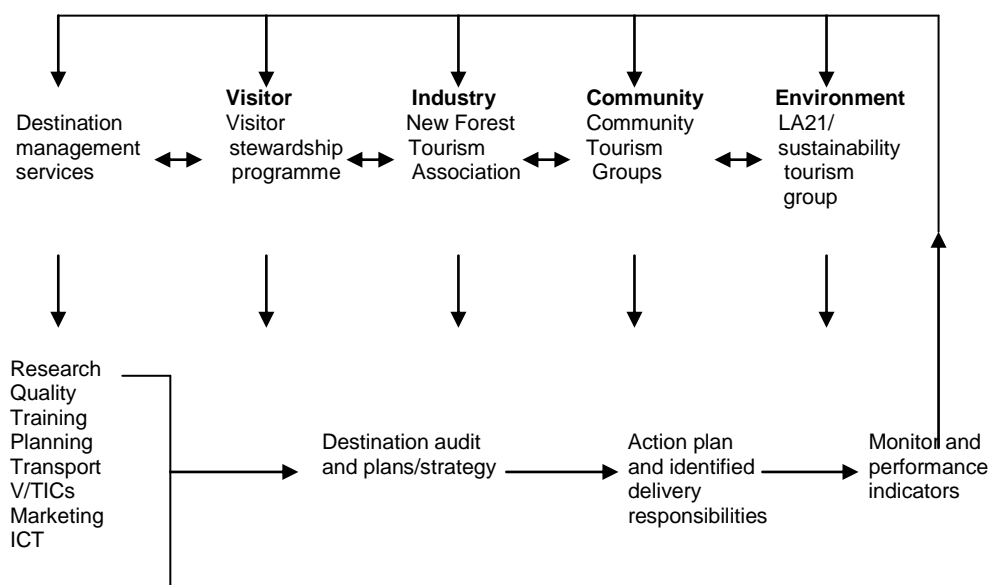 Destination
management
services
Visitor
Visitor
stewardship
programme
Industry
New Forest
Tourism
Association
Community
Community
Tourism
Groups
Environment
LA21/
sustainability
tourism
group
Research
Quality
Training
Planning
Transport
V/TICs
Marketing
ICT
Destination audit
and plans/strategy
Action plan
and identified
delivery
responsibilities
Monitor and
performance
indicators